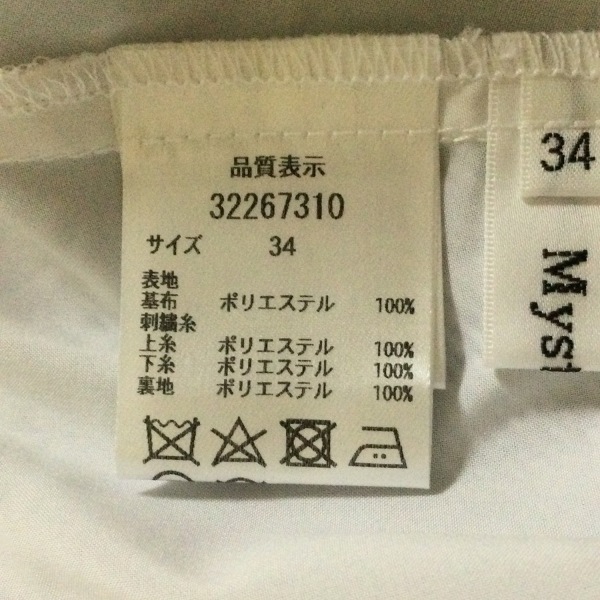 品質表示
32267310
サイズ 34
表地
基布 ポリエステル 100%
刺繍糸
上糸 ポリエステル 100%
下糸 ポリエステル 100%
裏地 ポリエステル 100%
34
Myst